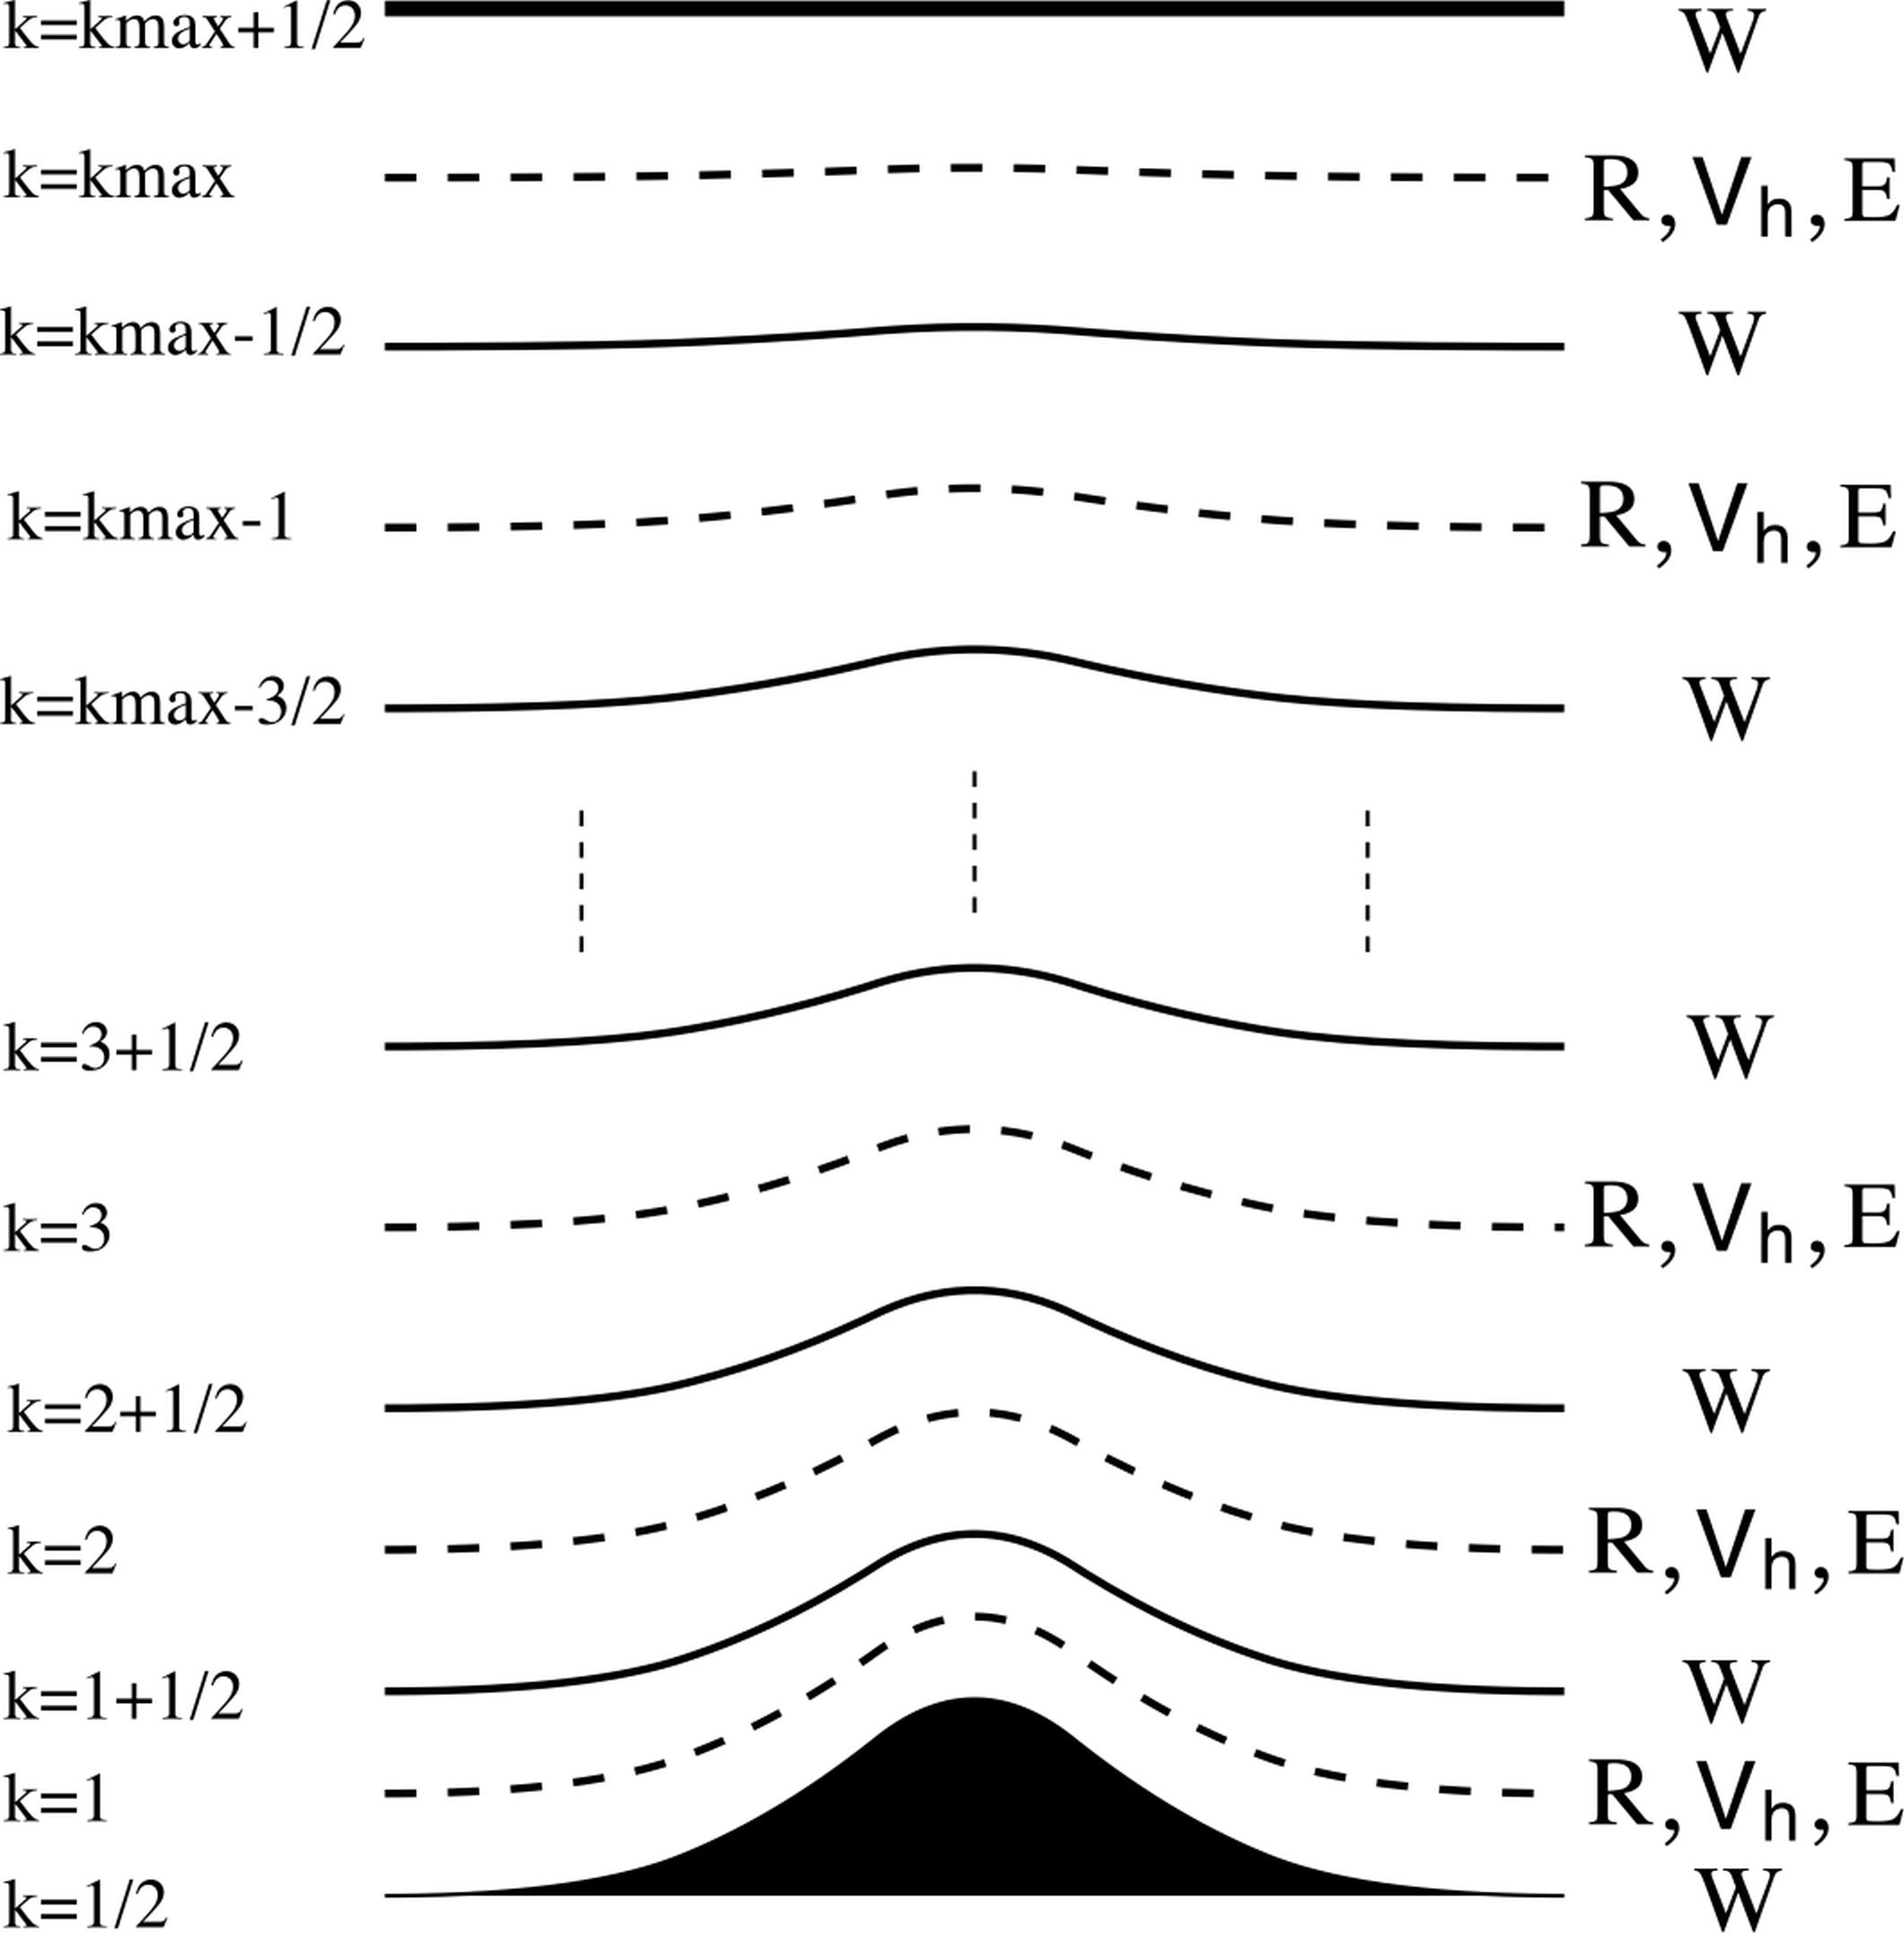 k=kmax+1/2 W
k=kmax R,Vh,E
k=kmax-1/2 W
k=kmax-1 R,Vh,E
k=kmax-3/2 W
k=3+1/2 W
k=3 R,Vh,E
k=2+1/2 W
k=2 R,Vh,E
k=1+1/2 W
k=1 R,Vh,E
k=1/2 W